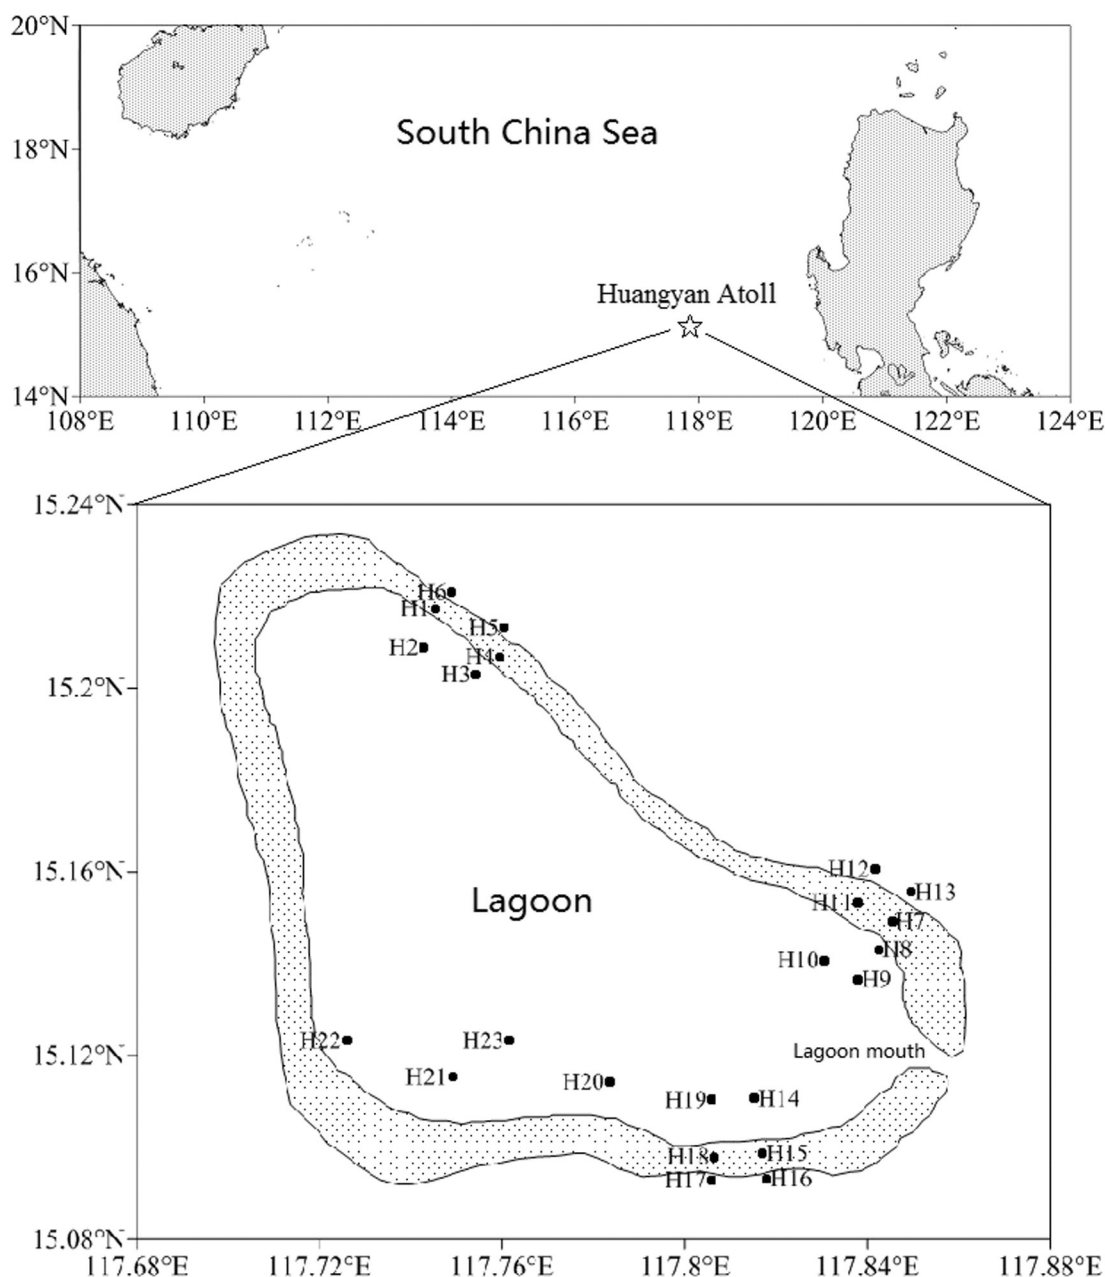 20°N
South China Sea
18°N
16°N
Huangyan Atoll
14°N
108°E 110°E 112°E 114°E 116°E 118°E 120°E 122°E 124°E
15.24°N
H6
H1
H5
H2
H4
H3
15.2°N
15.16°N
H12
H13
Lagoon
H11
H7
H8
H10
H9
H22
H23
Lagoon mouth
15.12°N
H21
H20
H19
H14
H15
H18
H17
H16
15.08°N
117.68°E 117.72°E 117.76°E 117.8°E 117.84°E 117.88°E